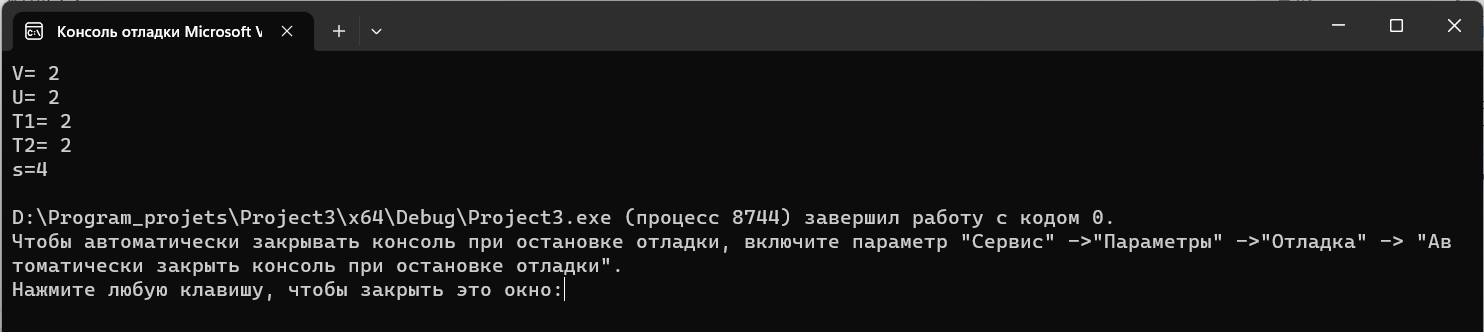 Консоль отладки Microsoft V
V= 2
U= 2
T1= 2
T2= 2
s=4
D:\Program_projets\Project3\x64\Debug\Project3.exe (процесс 8744) завершил работу с кодом 0.
Чтобы автоматически закрывать консоль при остановке отладки, включите параметр "Сервис" ->"Параметры" ->"Отладка" -> "Ав
томатически закрыть консоль при остановке отладки".
Нажмите любую клавишу, чтобы закрыть это окно: